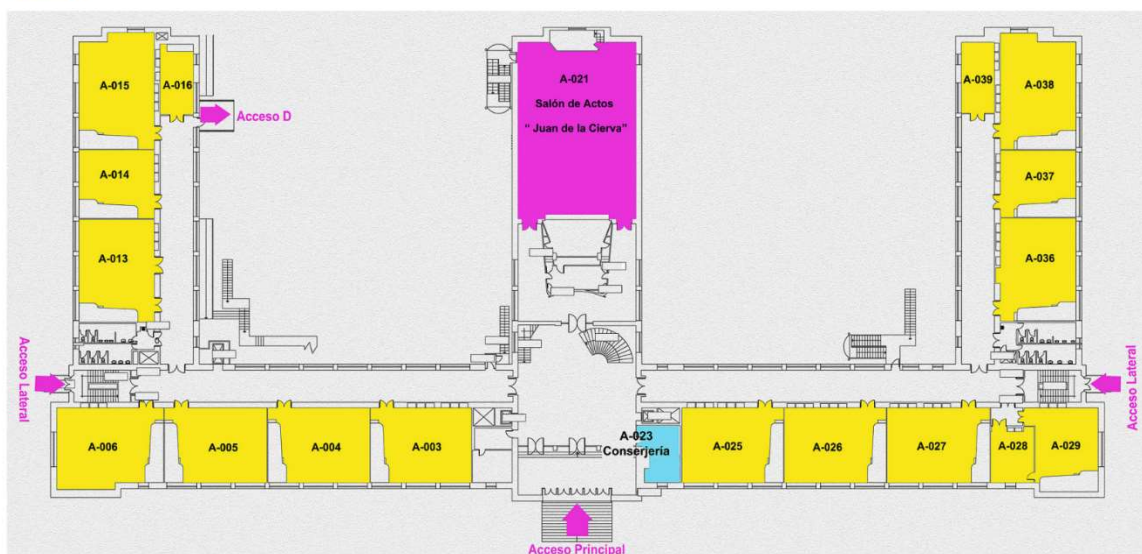 A-015
A-016
Acceso D
A-014
A-013
A-021
Salón de Actos
" Juan de la Cierva"
A-039
A-038
A-037
A-036
Acceso Lateral
Acceso Lateral
A-006
A-005
A-004
A-003
A-023
Conserjería
A-025
A-026
A-027
A-028
A-029
Acceso Principal